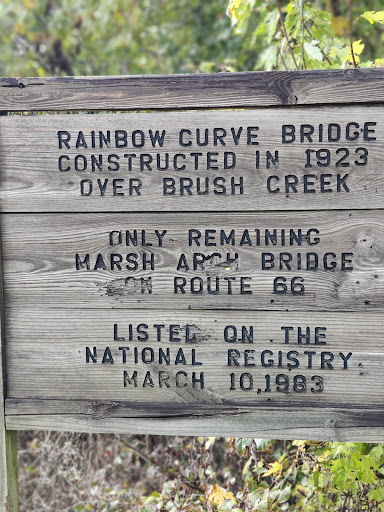 RAINBOW CURVE BRIDGE
CONSTRUCTED IN 1923
OVER BRUSH CREEK
ONLY REMAINING
MARSH ARCH BRIDGE
ON ROUTE 66
LISTED ON THE
NATIONAL REGISTRY
MARCH 10,1983